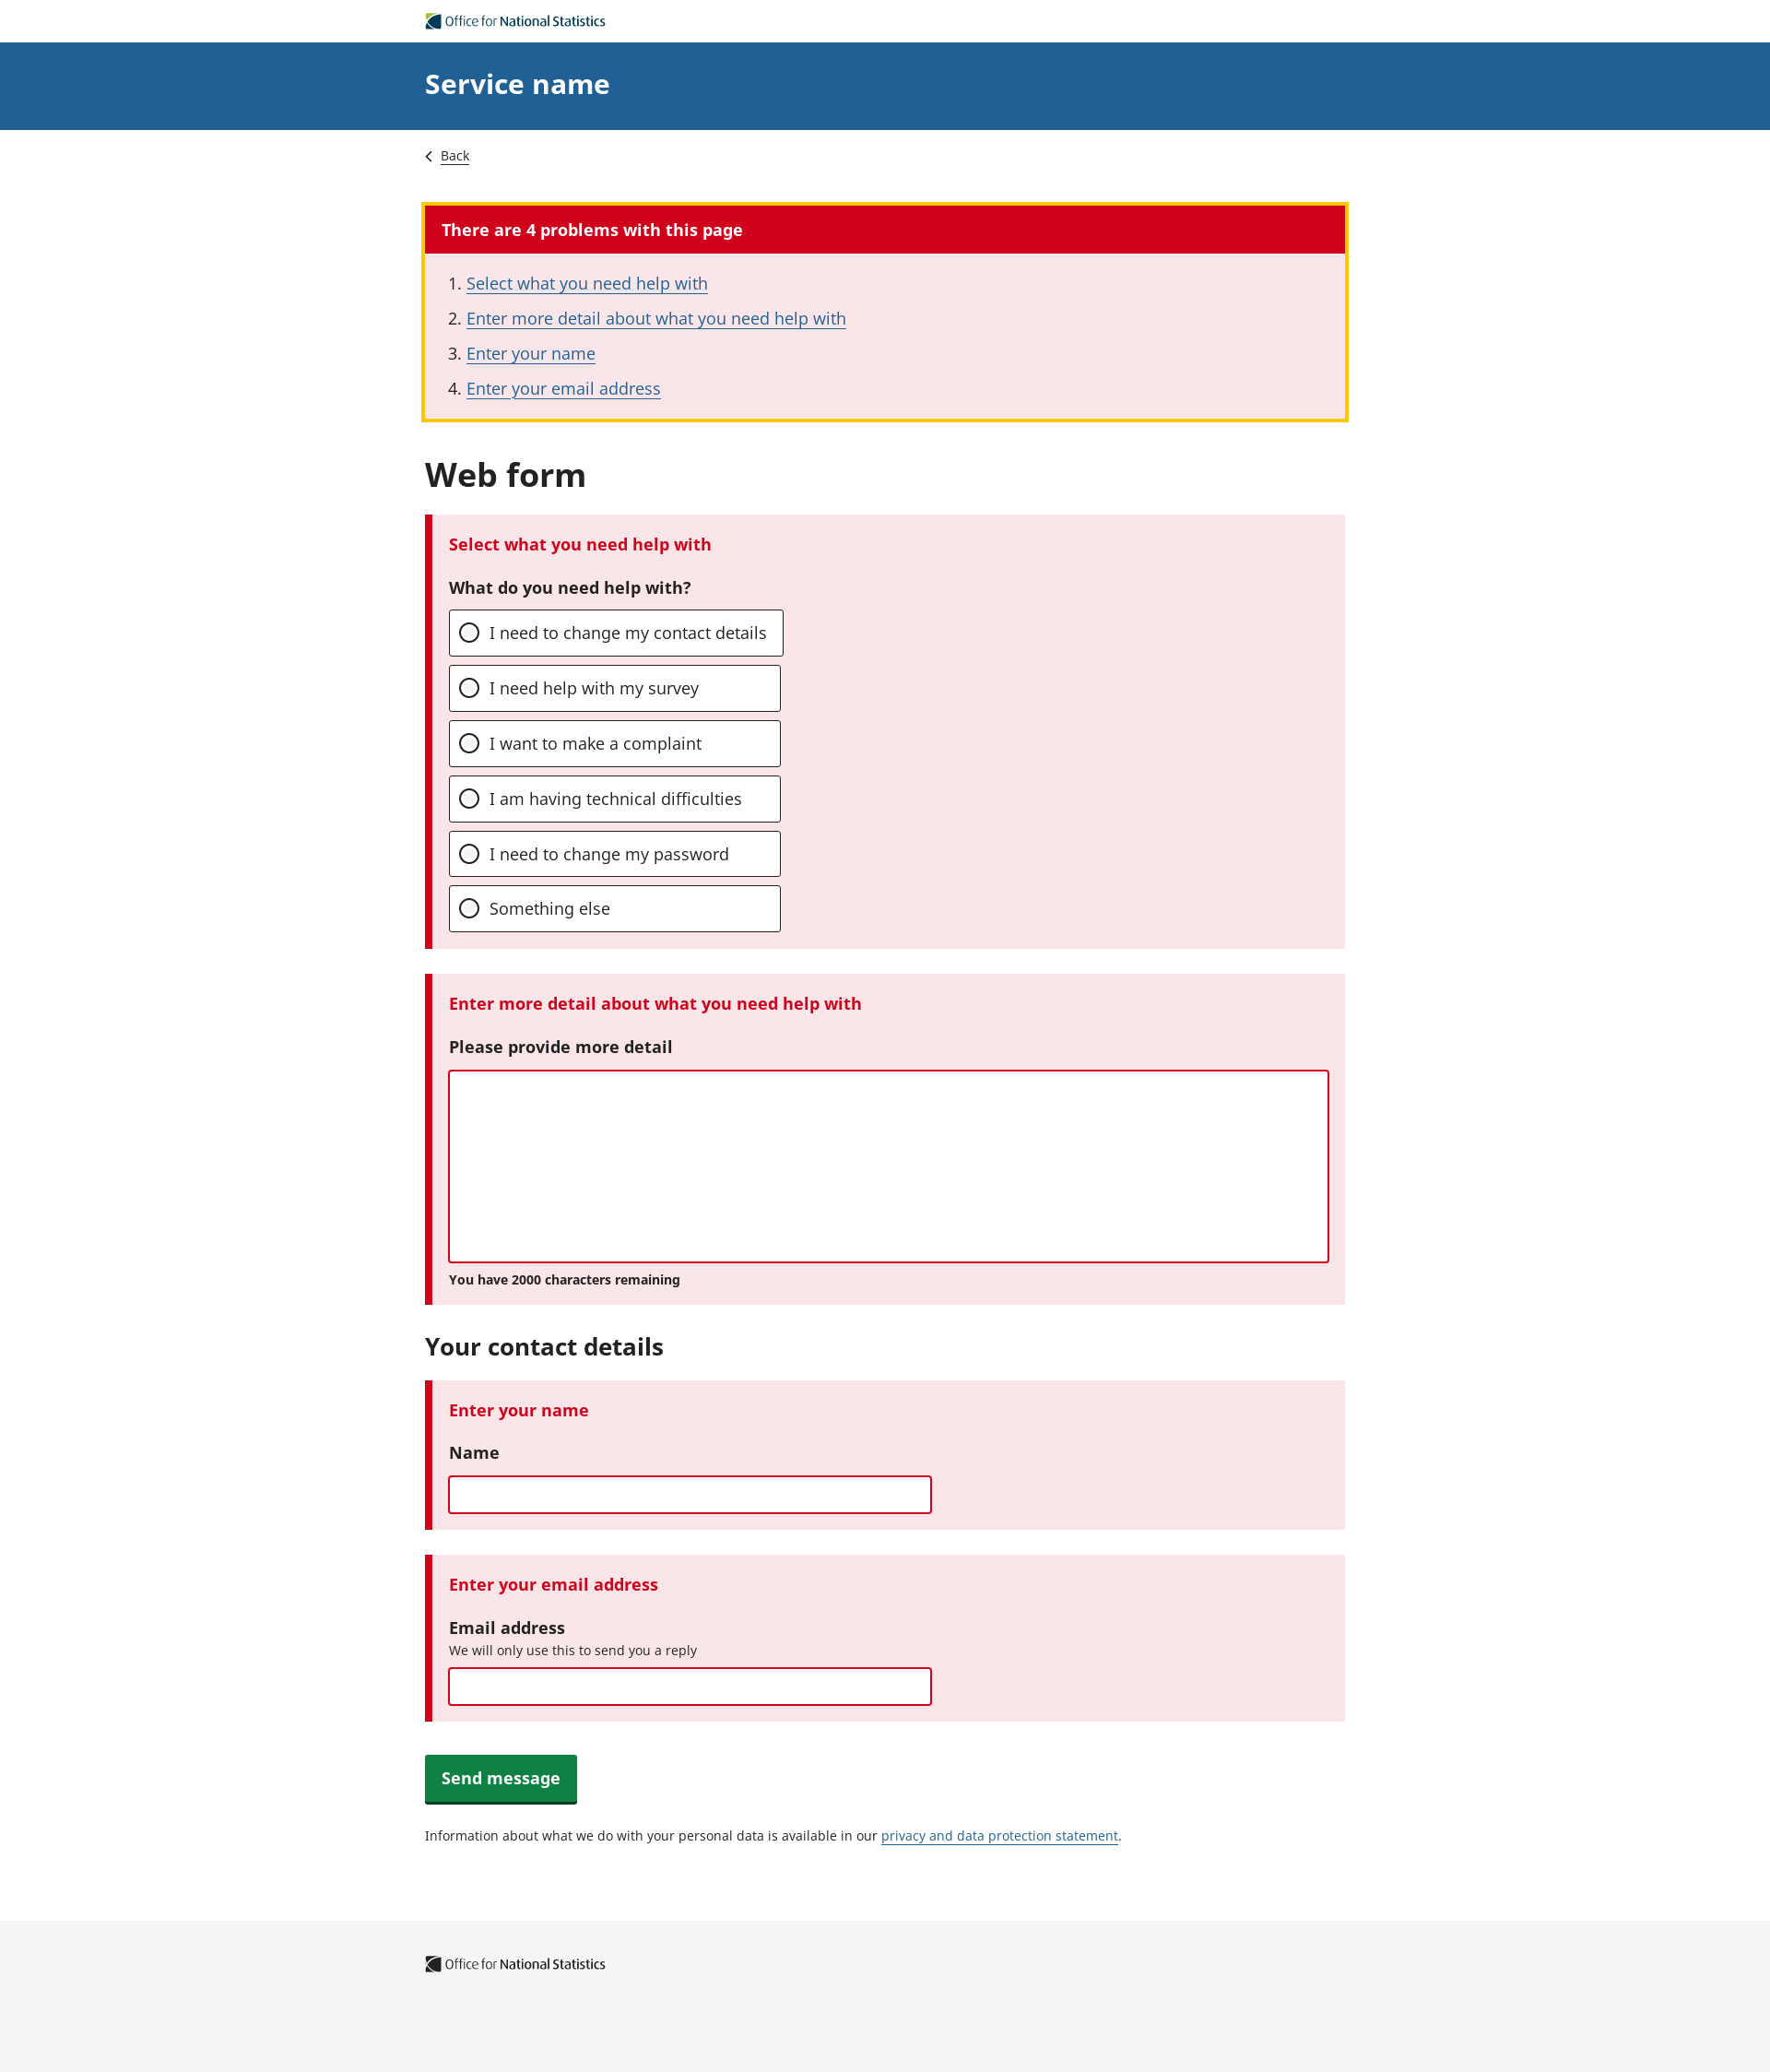 Office for National Statistics
Service name
Back
There are 4 problems with this page
1. Select what you need help with
2. Enter more detail about what you need help with
3. Enter your name
4. Enter your email address
Web form
Select what you need help with
What do you need help with?
I need to change my contact details
I need help with my survey
I want to make a complaint
I am having technical difficulties
I need to change my password
Something else
Enter more detail about what you need help with
Please provide more detail
You have 2000 characters remaining
Your contact details
Enter your name
Name
Enter your email address
Email address
We will only use this to send you a reply
Send message
Information about what we do with your personal data is available in our privacy and data protection statement.
Office for National Statistics